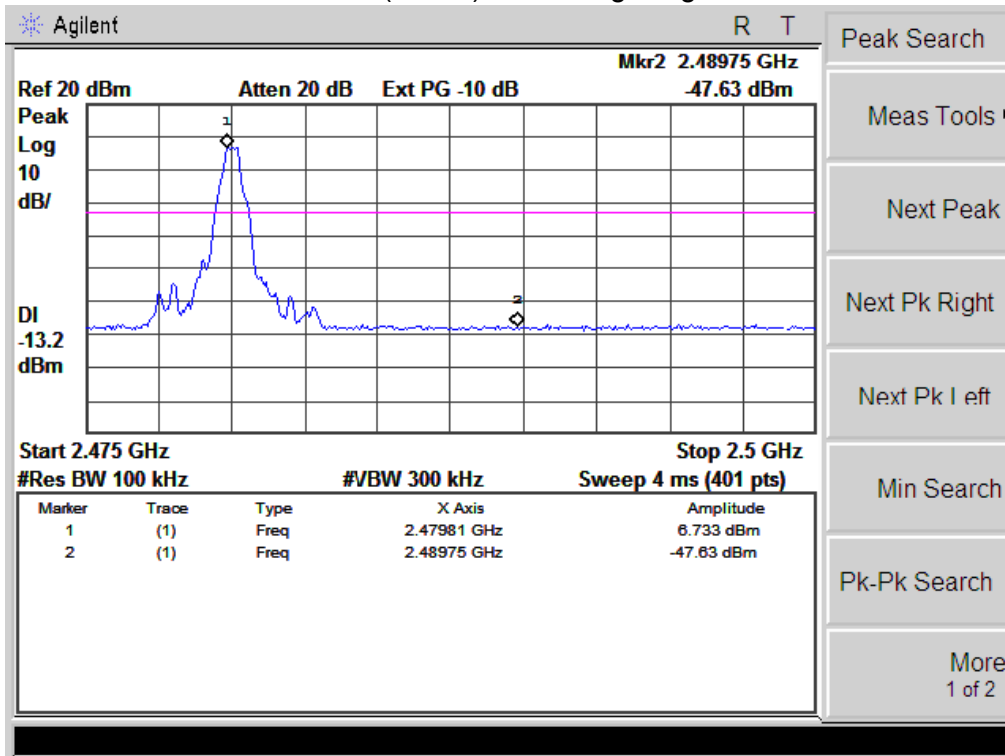 Agilent R T
Mkr2 2.48975 GHz
Ref 20 dBm Atten 20 dB Ext PG -10 dB -47.63 dBm
Peak
Log
10
dB/
1
2
DI
-13.2
dBm
Start 2.475 GHz Stop 2.5 GHz
#Res BW 100 kHz #VBW 300 kHz Sweep 4 ms (401 pts)
Marker Trace Type X Axis Amplitude
1 (1) Freq 2.47981 GHz 6.733 dBm
2 (1) Freq 2.48975 GHz -47.63 dBm
Peak Search
Meas Tools
Next Peak
Next Pk Right
Next Pk Left
Min Search
Pk-Pk Search
More
1 of 2